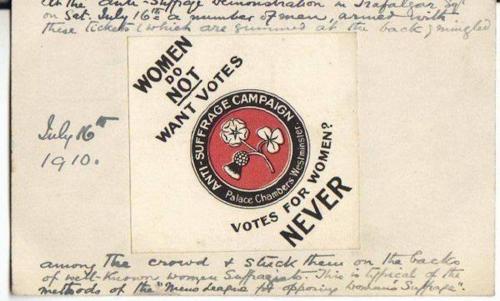 At the Anti-Suffrage Demonstration in Trafalgar Sqre
on Sat. July 16th. a number of men, armed with
these tickets (which are gummed at the back) mingled
WOMEN
DO
NOT
WANT VOTES
ANTI-SUFFRAGE CAMPAIGN
Palace Chambers Westminster.
VOTES FOR WOMEN?
NEVER
July 16th
1910.
among the crowd & stuck them on the backs
of well-known women Suffragists. This is typical of the
methods of the "Men's League for opposing Woman's Suffrage".